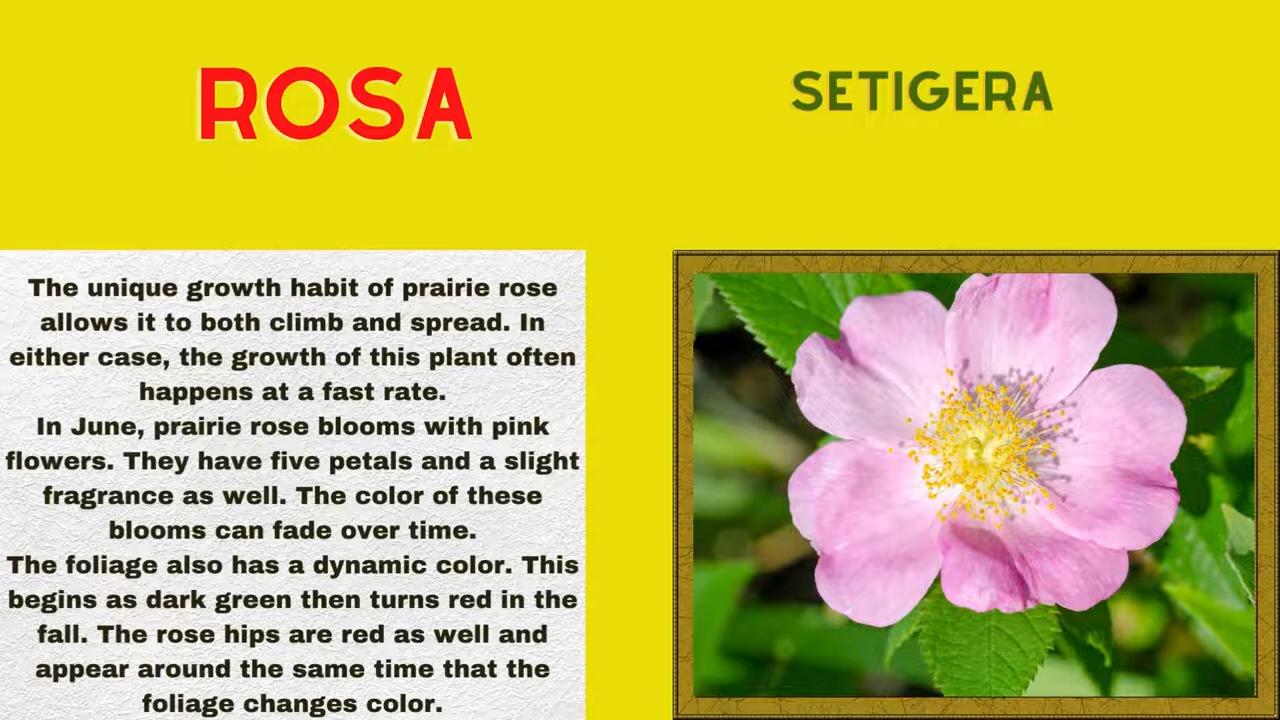 ROSA
SETIGERA
The unique growth habit of prairie rose
allows it to both climb and spread. In
either case, the growth of this plant often
happens at a fast rate.
In June, prairie rose blooms with pink
flowers. They have five petals and a slight
fragrance as well. The color of these
blooms can fade over time.
The foliage also has a dynamic color. This
begins as dark green then turns red in the
fall. The rose hips are red as well and
appear around the same time that the
foliage changes color.